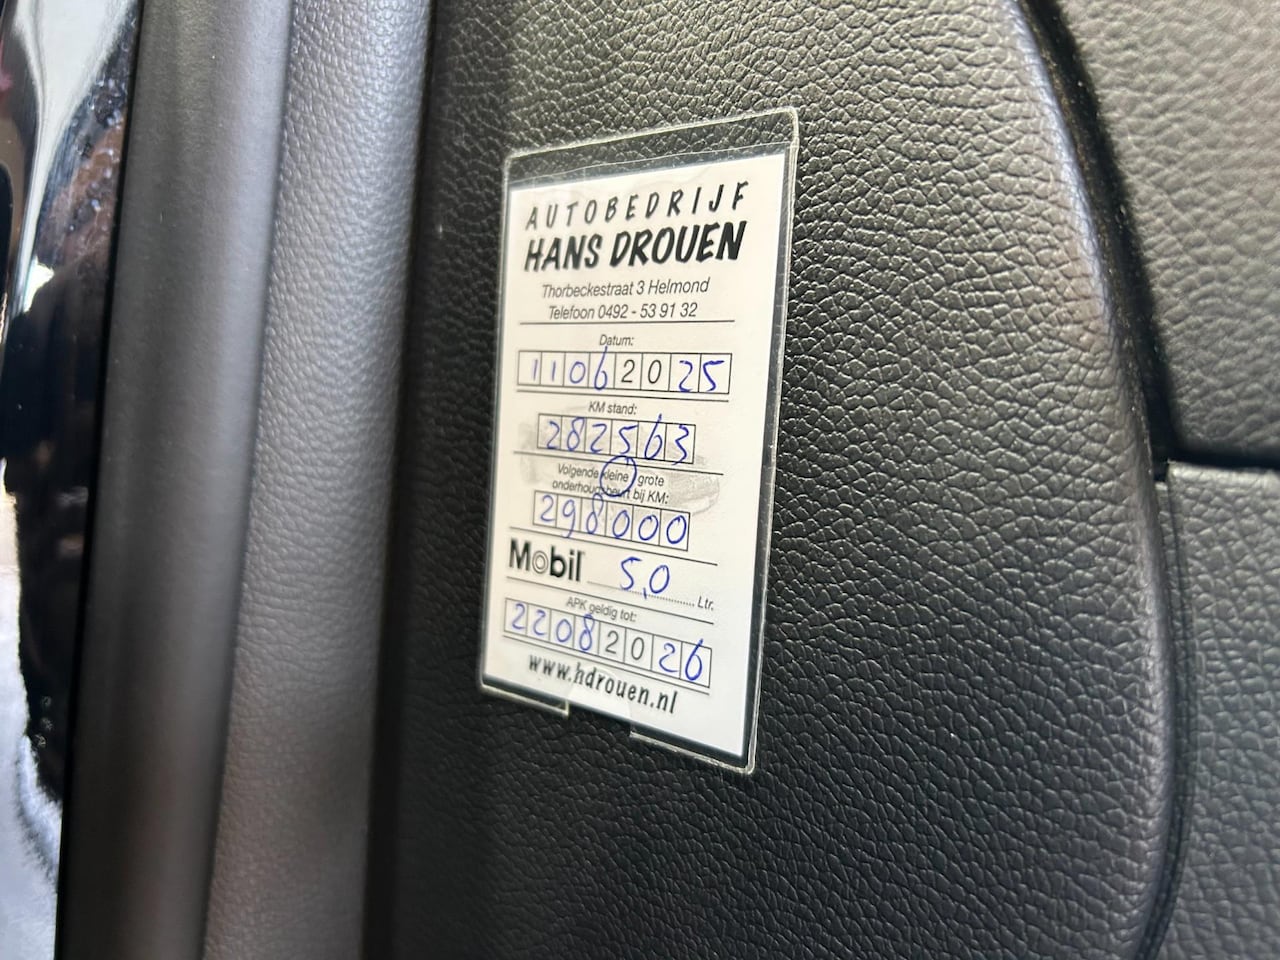 AUTOBEDRIJF
HANS DROUEN
Thorbeckestraat 3 Helmond
Telefoon 0492 - 53 91 32
Datum:
11062025
KM stand:
282563
Volgende kleine grote
onderhoudsbeurt bij KM:
298000
Mobil 5,0 Ltr.
APK geldig tot:
22082026
www.hdrouen.nl